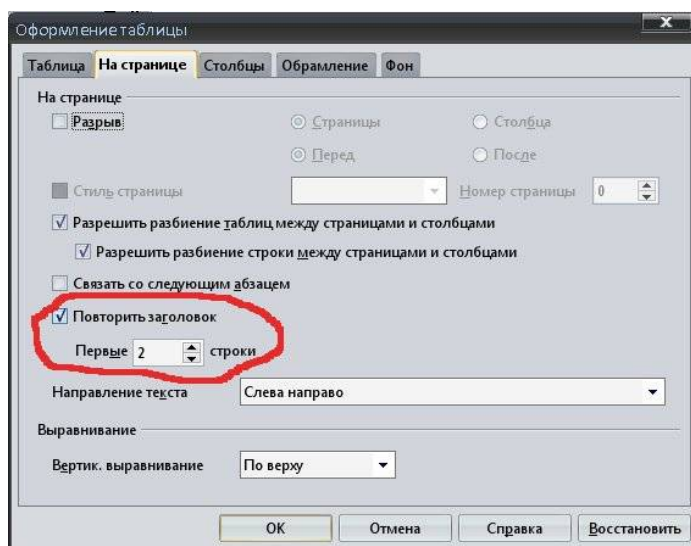 Оформление таблицы
Таблица На странице Столбцы Обрамление Фон
На странице
Разрыв Страницы Столбца
Перед После
Стиль страницы Номер страницы 0
Разрешить разбиение таблиц между страницами и столбцами
Разрешить разбиение строки между страницами и столбцами
Связать со следующим абзацем
Повторить заголовок
Первые 2 строки
Направление текста Слева направо
Выравнивание
Вертик. выравнивание По верху
ОК Отмена Справка Восстановить